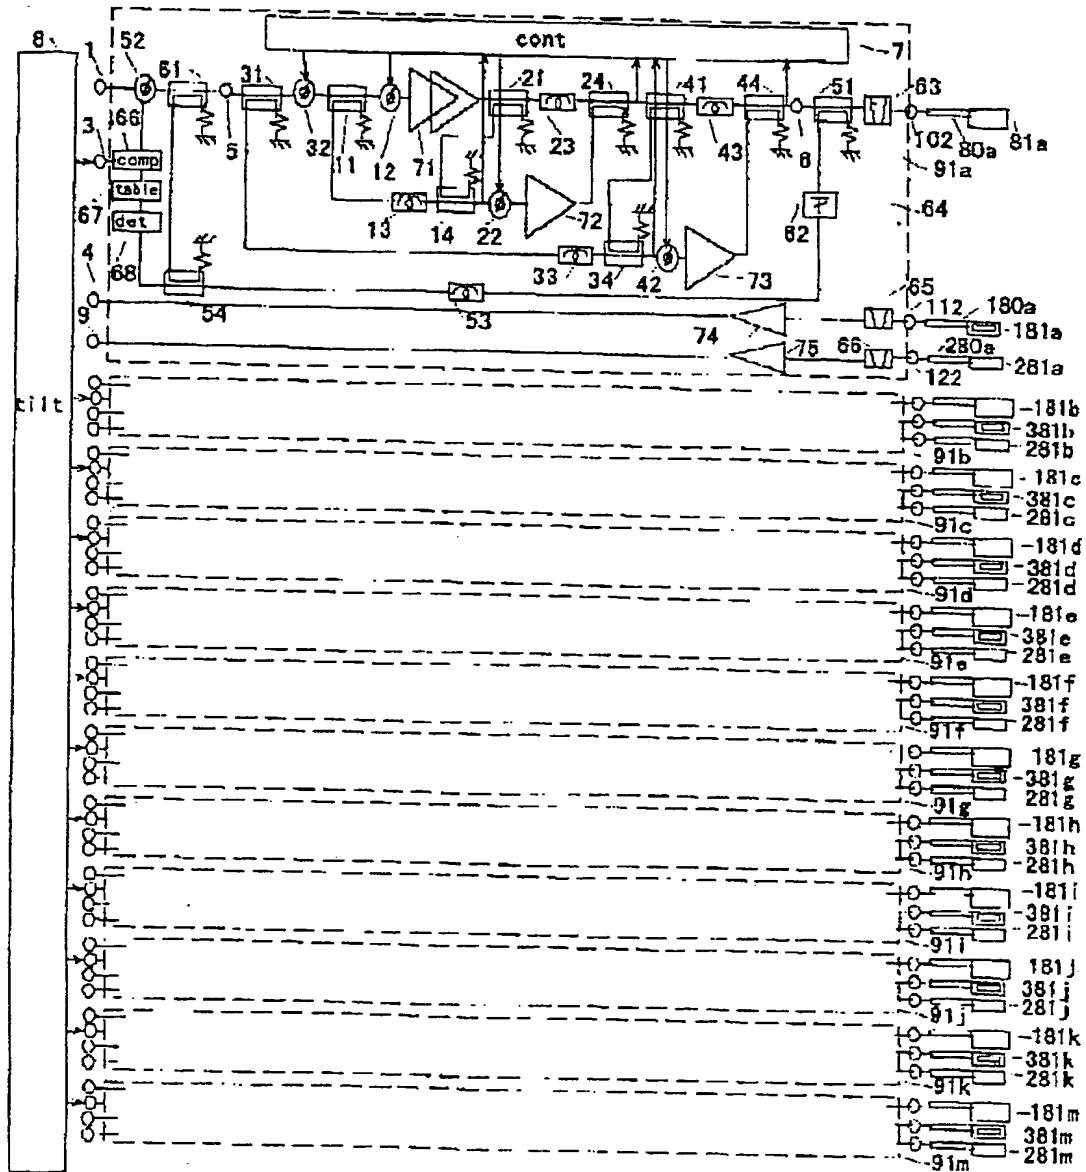 8
52
1
61
31
cont
7
21
24
41
44
51
63
66
3
comp
5
32
11
12
71
23
43
6
102
80a
81a
91a
67
table
det
68
4
13
14
22
72
33
34
42
73
62
64
9
54
53
65
74
75
66
112
180a
181a
280a
281a
122
tilt
181b
381b
281b
91b
181c
381c
281c
91c
181d
381d
281d
91d
181e
381e
281e
91e
181f
381f
281f
91f
181g
381g
281g
91g
181h
381h
281h
91h
181i
381i
281i
91i
181j
381j
281j
91j
181k
381k
281k
91k
181m
381m
281m
91m